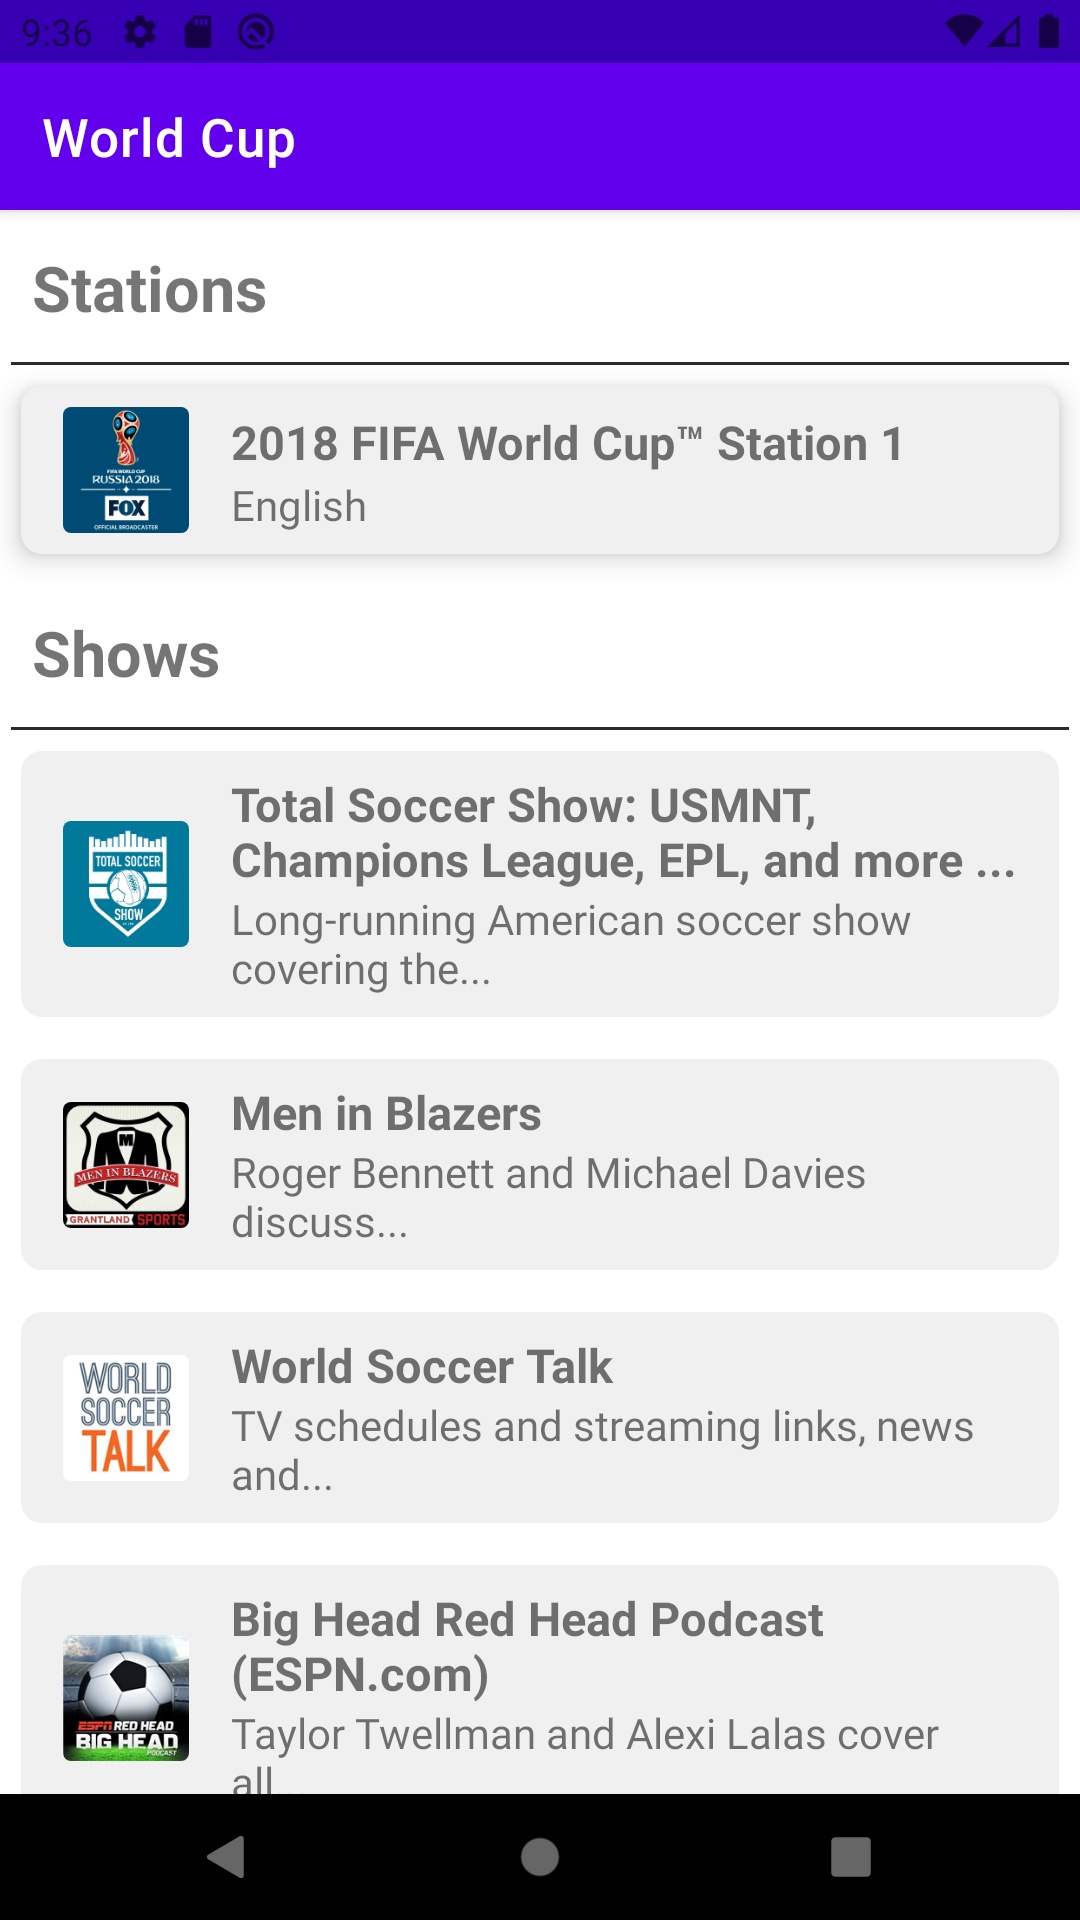 9:36
World Cup
Stations
FIFA WORLD CUP
RUSSIA 2018
FOX
OFFICIAL BROADCASTER
2018 FIFA World Cup™ Station 1
English
Shows
TOTAL SOCCER
SHOW
Total Soccer Show: USMNT,
Champions League, EPL, and more ...
Long-running American soccer show
covering the...
M
MEN IN BLAZERS
GRANTLAND SPORTS
Men in Blazers
Roger Bennett and Michael Davies
discuss...
WORLD
SOCCER
TALK
World Soccer Talk
TV schedules and streaming links, news
and...
ESPN RED HEAD
BIG HEAD
PODCAST
Big Head Red Head Podcast
(ESPN.com)
Taylor Twellman and Alexi Lalas cover
all...